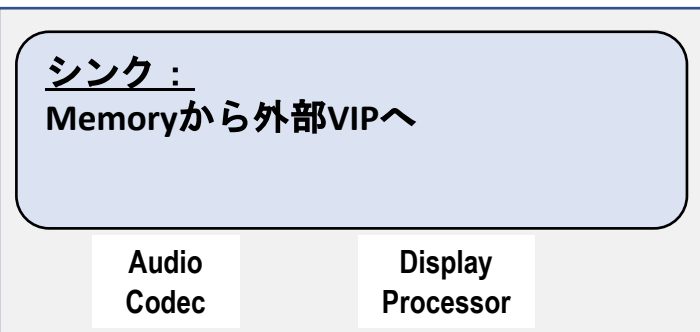 シンク：
Memoryから外部VIPへ
Audio
Codec
Display
Processor